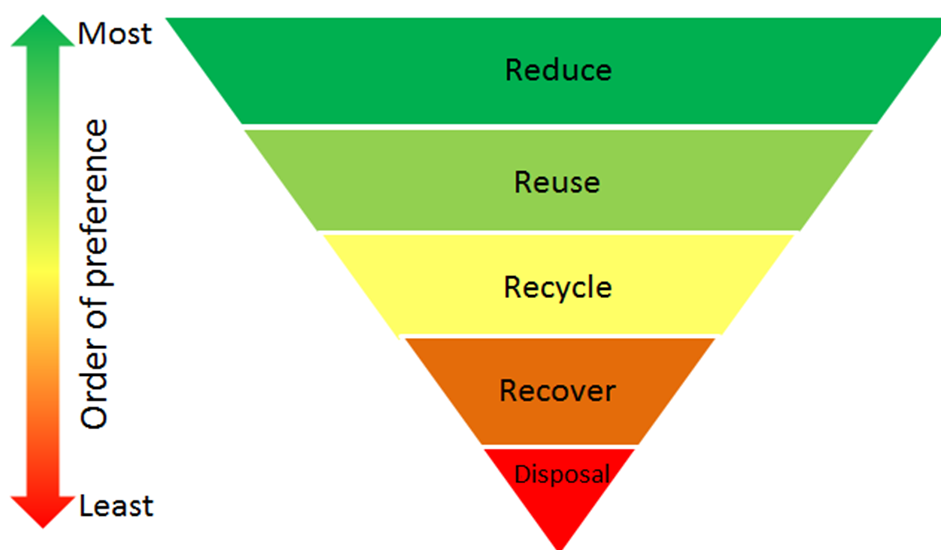 Most
Order of preference
Least
Reduce
Reuse
Recycle
Recover
Disposal